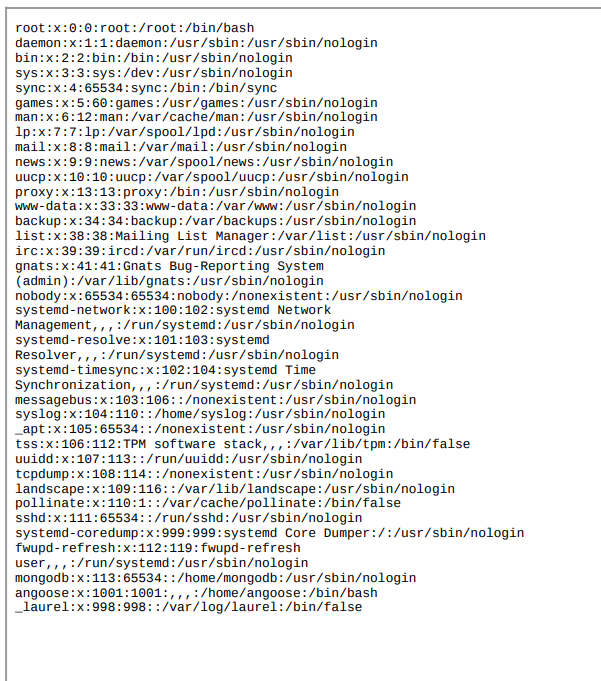 root:x:0:0:root:/root:/bin/bash
daemon:x:1:1:daemon:/usr/sbin:/usr/sbin/nologin
bin:x:2:2:bin:/bin:/usr/sbin/nologin
sys:x:3:3:sys:/dev:/usr/sbin/nologin
sync:x:4:65534:sync:/bin:/bin/sync
games:x:5:60:games:/usr/games:/usr/sbin/nologin
man:x:6:12:man:/var/cache/man:/usr/sbin/nologin
lp:x:7:7:lp:/var/spool/lpd:/usr/sbin/nologin
mail:x:8:8:mail:/var/mail:/usr/sbin/nologin
news:x:9:9:news:/var/spool/news:/usr/sbin/nologin
uucp:x:10:10:uucp:/var/spool/uucp:/usr/sbin/nologin
proxy:x:13:13:proxy:/bin:/usr/sbin/nologin
www-data:x:33:33:www-data:/var/www:/usr/sbin/nologin
backup:x:34:34:backup:/var/backups:/usr/sbin/nologin
list:x:38:38:Mailing List Manager:/var/list:/usr/sbin/nologin
irc:x:39:39:ircd:/var/run/ircd:/usr/sbin/nologin
gnats:x:41:41:Gnats Bug-Reporting System
(admin):/var/lib/gnats:/usr/sbin/nologin
nobody:x:65534:65534:nobody:/nonexistent:/usr/sbin/nologin
systemd-network:x:100:102:systemd Network
Management,,,:/run/systemd:/usr/sbin/nologin
systemd-resolve:x:101:103:systemd
Resolver,,,:/run/systemd:/usr/sbin/nologin
systemd-timesync:x:102:104:systemd Time
Synchronization,,,:/run/systemd:/usr/sbin/nologin
messagebus:x:103:106::/nonexistent:/usr/sbin/nologin
syslog:x:104:110::/home/syslog:/usr/sbin/nologin
_apt:x:105:65534::/nonexistent:/usr/sbin/nologin
tss:x:106:112:TPM software stack,,,:/var/lib/tpm:/bin/false
uuidd:x:107:113::/run/uuidd:/usr/sbin/nologin
tcpdump:x:108:114::/nonexistent:/usr/sbin/nologin
landscape:x:109:116::/var/lib/landscape:/usr/sbin/nologin
pollinate:x:110:1::/var/cache/pollinate:/bin/false
sshd:x:111:65534::/run/sshd:/usr/sbin/nologin
systemd-coredump:x:999:999:systemd Core Dumper:/:/usr/sbin/nologin
fwupd-refresh:x:112:119:fwupd-refresh
user,,,:/run/systemd:/usr/sbin/nologin
mongodb:x:113:65534::/home/mongodb:/usr/sbin/nologin
angoose:x:1001:1001:,,,:/home/angoose:/bin/bash
_laurel:x:998:998::/var/log/laurel:/bin/false